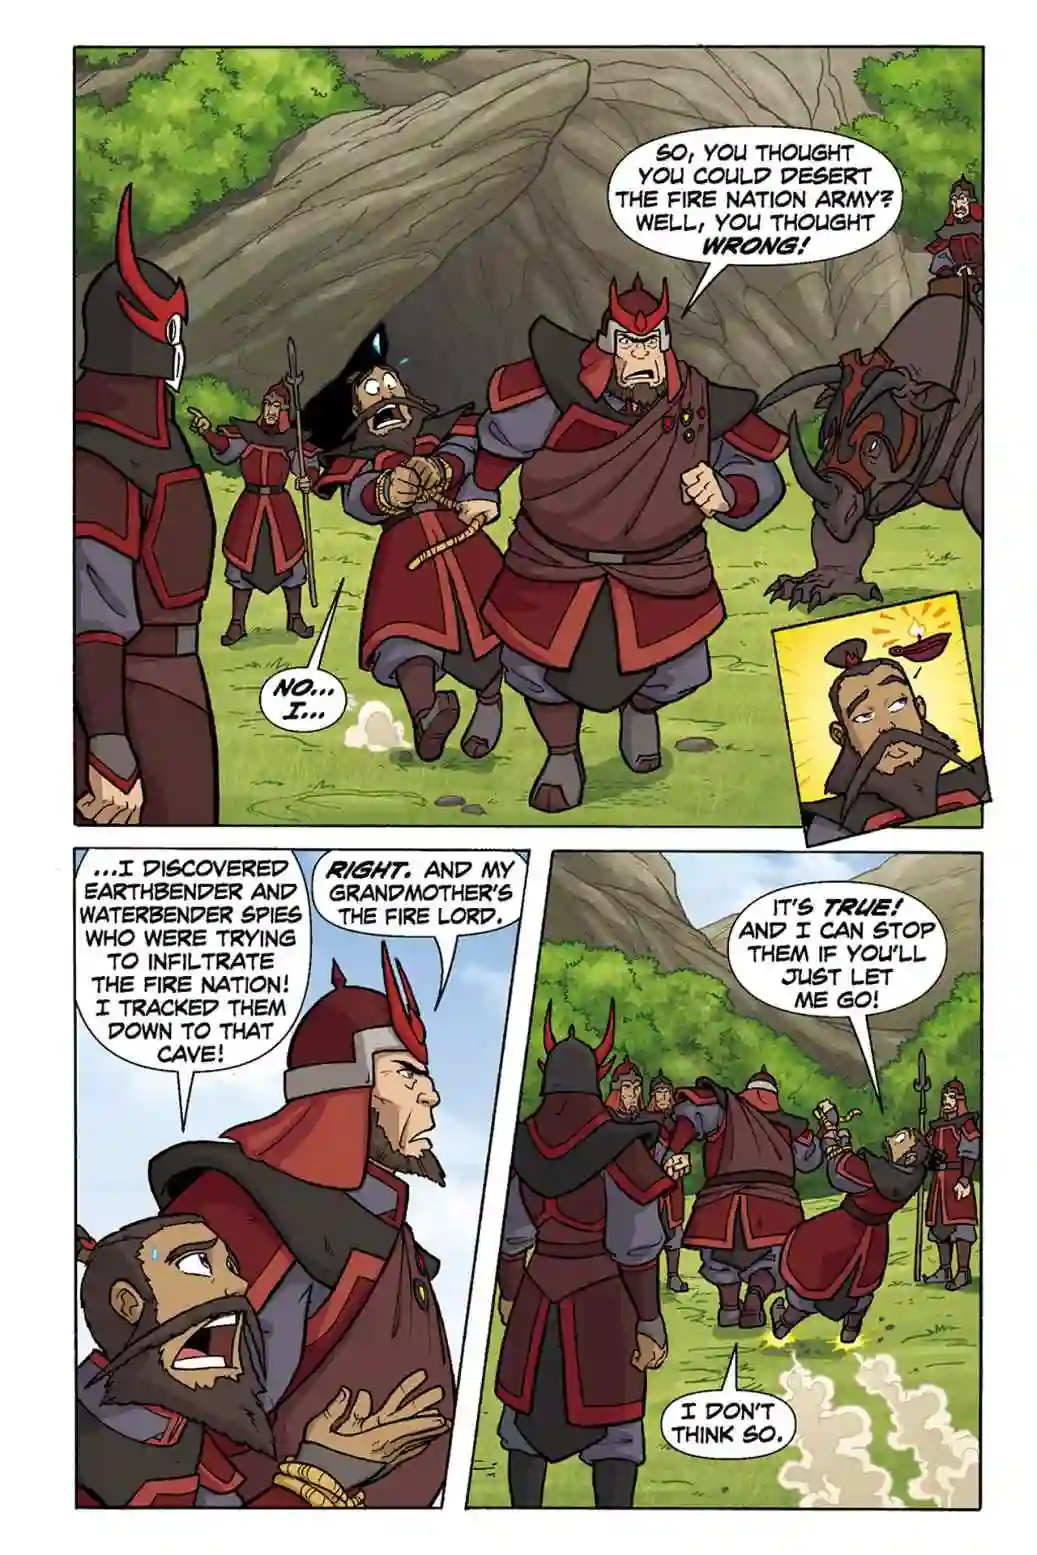 SO, YOU THOUGHT
YOU COULD DESERT
THE FIRE NATION ARMY?
WELL, YOU THOUGHT
WRONG!
NO...
I...
...I DISCOVERED
EARTHBENDER AND
WATERBENDER SPIES
WHO WERE TRYING
TO INFILTRATE
THE FIRE NATION!
I TRACKED THEM
DOWN TO THAT
CAVE!
RIGHT. AND MY
GRANDMOTHER'S
THE FIRE LORD.
IT'S TRUE!
AND I CAN STOP
THEM IF YOU'LL
JUST LET
ME GO!
I DON'T
THINK SO.